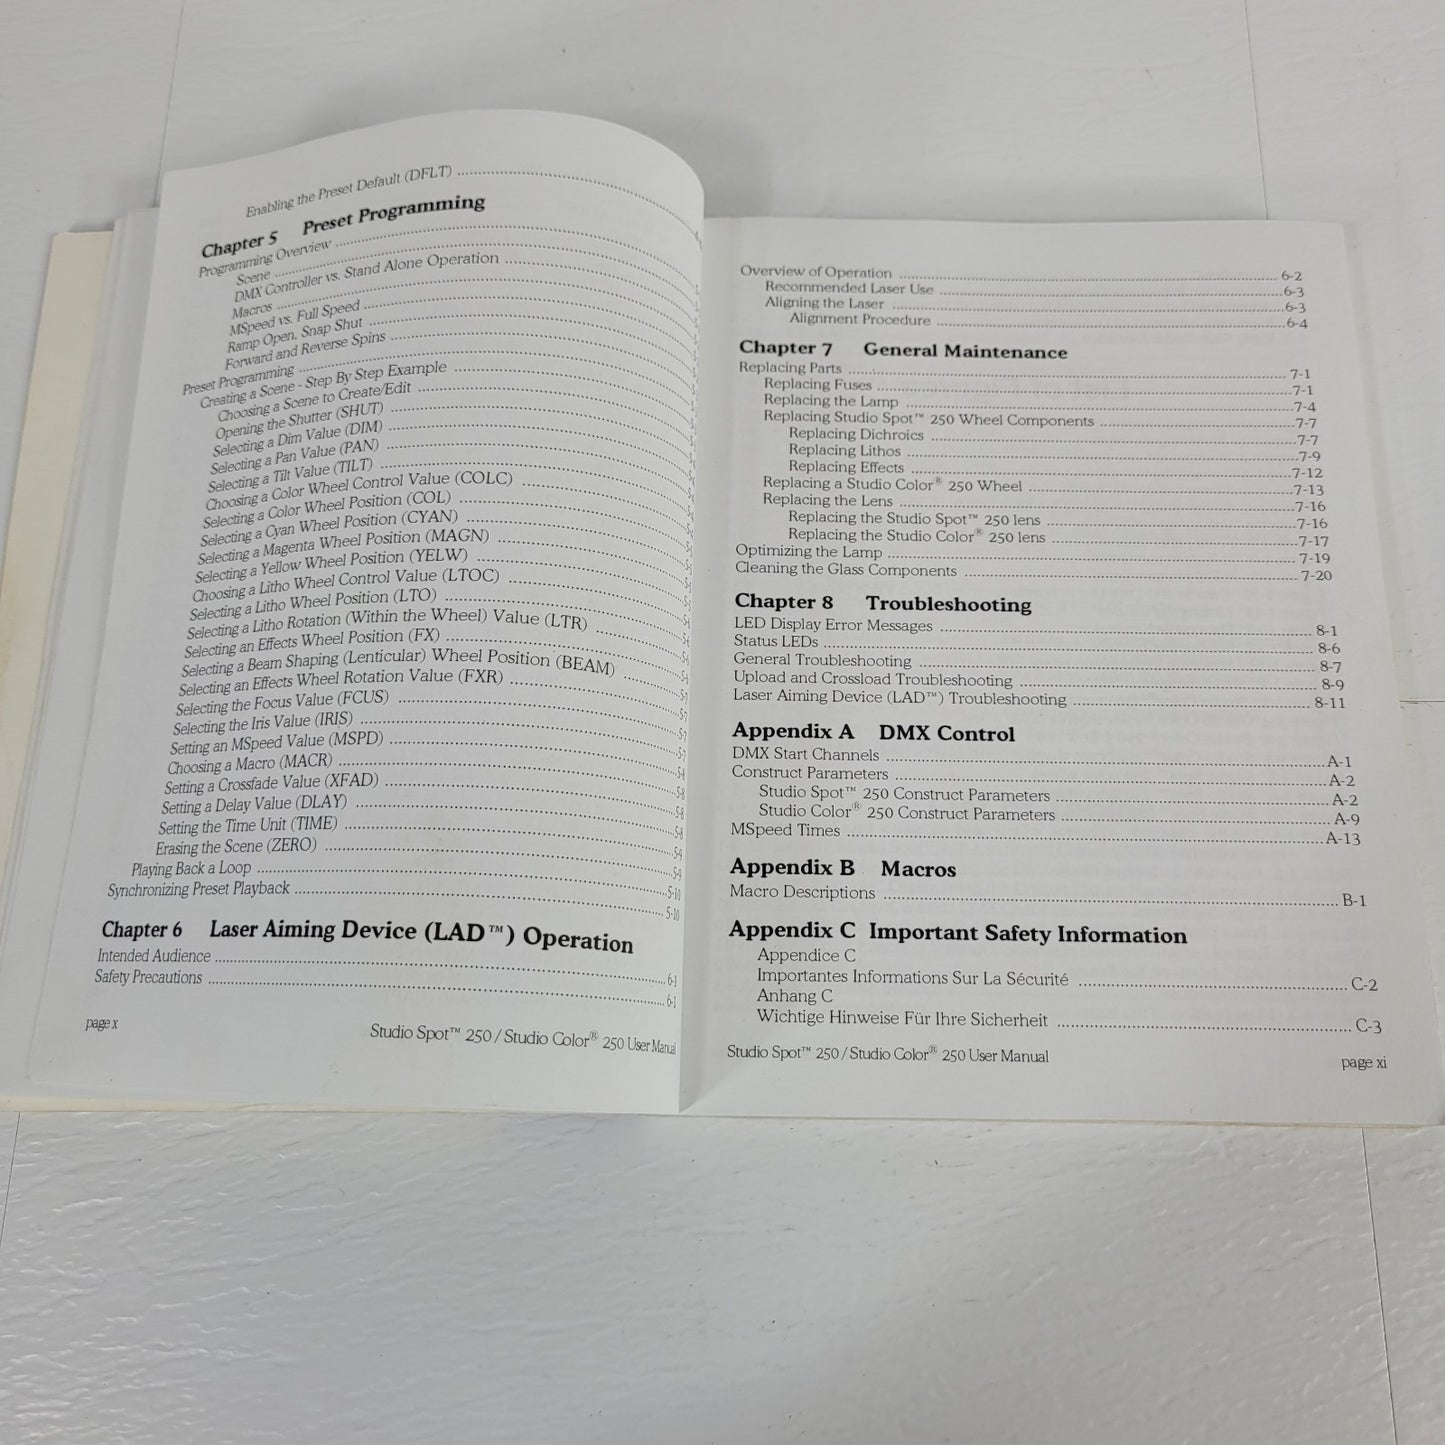 Enabling the Preset Default (DFLT)
Chapter 5 Preset Programming
Programming Overview
Scene
DMX Controller vs. Stand Alone Operation
Macros
MSpeed vs. Full Speed
Ramp Open, Snap Shut
Forward and Reverse Spins
Preset Programming
Creating a Scene - Step By Step Example
Choosing a Scene to Create/Edit
Opening the Shutter (SHUT)
Selecting a Dim Value (DIM)
Selecting a Pan Value (PAN)
Selecting a Tilt Value (TILT)
Choosing a Color Wheel Control Value (COLC)
Selecting a Color Wheel Position (COL)
Selecting a Cyan Wheel Position (CYAN)
Selecting a Magenta Wheel Position (MAGN)
Selecting a Yellow Wheel Position (YELW)
Choosing a Litho Wheel Control Value (LTOC)
Selecting a Litho Wheel Position (LTO)
Selecting a Litho Rotation (Within the Wheel) Value (LTR)
Selecting an Effects Wheel Position (FX)
Selecting a Beam Shaping (Lenticular) Wheel Position (BEAM)
Selecting an Effects Wheel Rotation Value (FXR)
Selecting the Focus Value (FCUS)
Selecting the Iris Value (IRIS)
Setting an MSpeed Value (MSPD)
Choosing a Macro (MACR)
Setting a Crossfade Value (XFAD)
Setting a Delay Value (DLAY)
Setting the Time Unit (TIME)
Erasing the Scene (ZERO)
Playing Back a Loop
Synchronizing Preset Playback 5-10
Chapter 6 Laser Aiming Device (LAD™) Operation
Intended Audience 6-1
Safety Precautions 6-1
page x Studio Spot™ 250 / Studio Color® 250 User Manual
Overview of Operation 6-2
Recommended Laser Use 6-3
Aligning the Laser 6-3
Alignment Procedure 6-4
Chapter 7 General Maintenance
Replacing Parts 7-1
Replacing Fuses 7-1
Replacing the Lamp 7-4
Replacing Studio Spot™ 250 Wheel Components 7-7
Replacing Dichroics 7-7
Replacing Lithos 7-9
Replacing Effects 7-12
Replacing a Studio Color® 250 Wheel 7-13
Replacing the Lens 7-16
Replacing the Studio Spot™ 250 lens 7-16
Replacing the Studio Color® 250 lens 7-17
Optimizing the Lamp 7-19
Cleaning the Glass Components 7-20
Chapter 8 Troubleshooting
LED Display Error Messages 8-1
Status LEDs 8-6
General Troubleshooting 8-7
Upload and Crossload Troubleshooting 8-9
Laser Aiming Device (LAD™) Troubleshooting 8-11
Appendix A DMX Control
DMX Start Channels A-1
Construct Parameters A-2
Studio Spot™ 250 Construct Parameters A-2
Studio Color® 250 Construct Parameters A-9
MSpeed Times A-13
Appendix B Macros
Macro Descriptions B-1
Appendix C Important Safety Information
Appendice C
Importantes Informations Sur La Sécurité C-2
Anhang C
Wichtige Hinweise Für Ihre Sicherheit C-3
Studio Spot™ 250 / Studio Color® 250 User Manual page xi